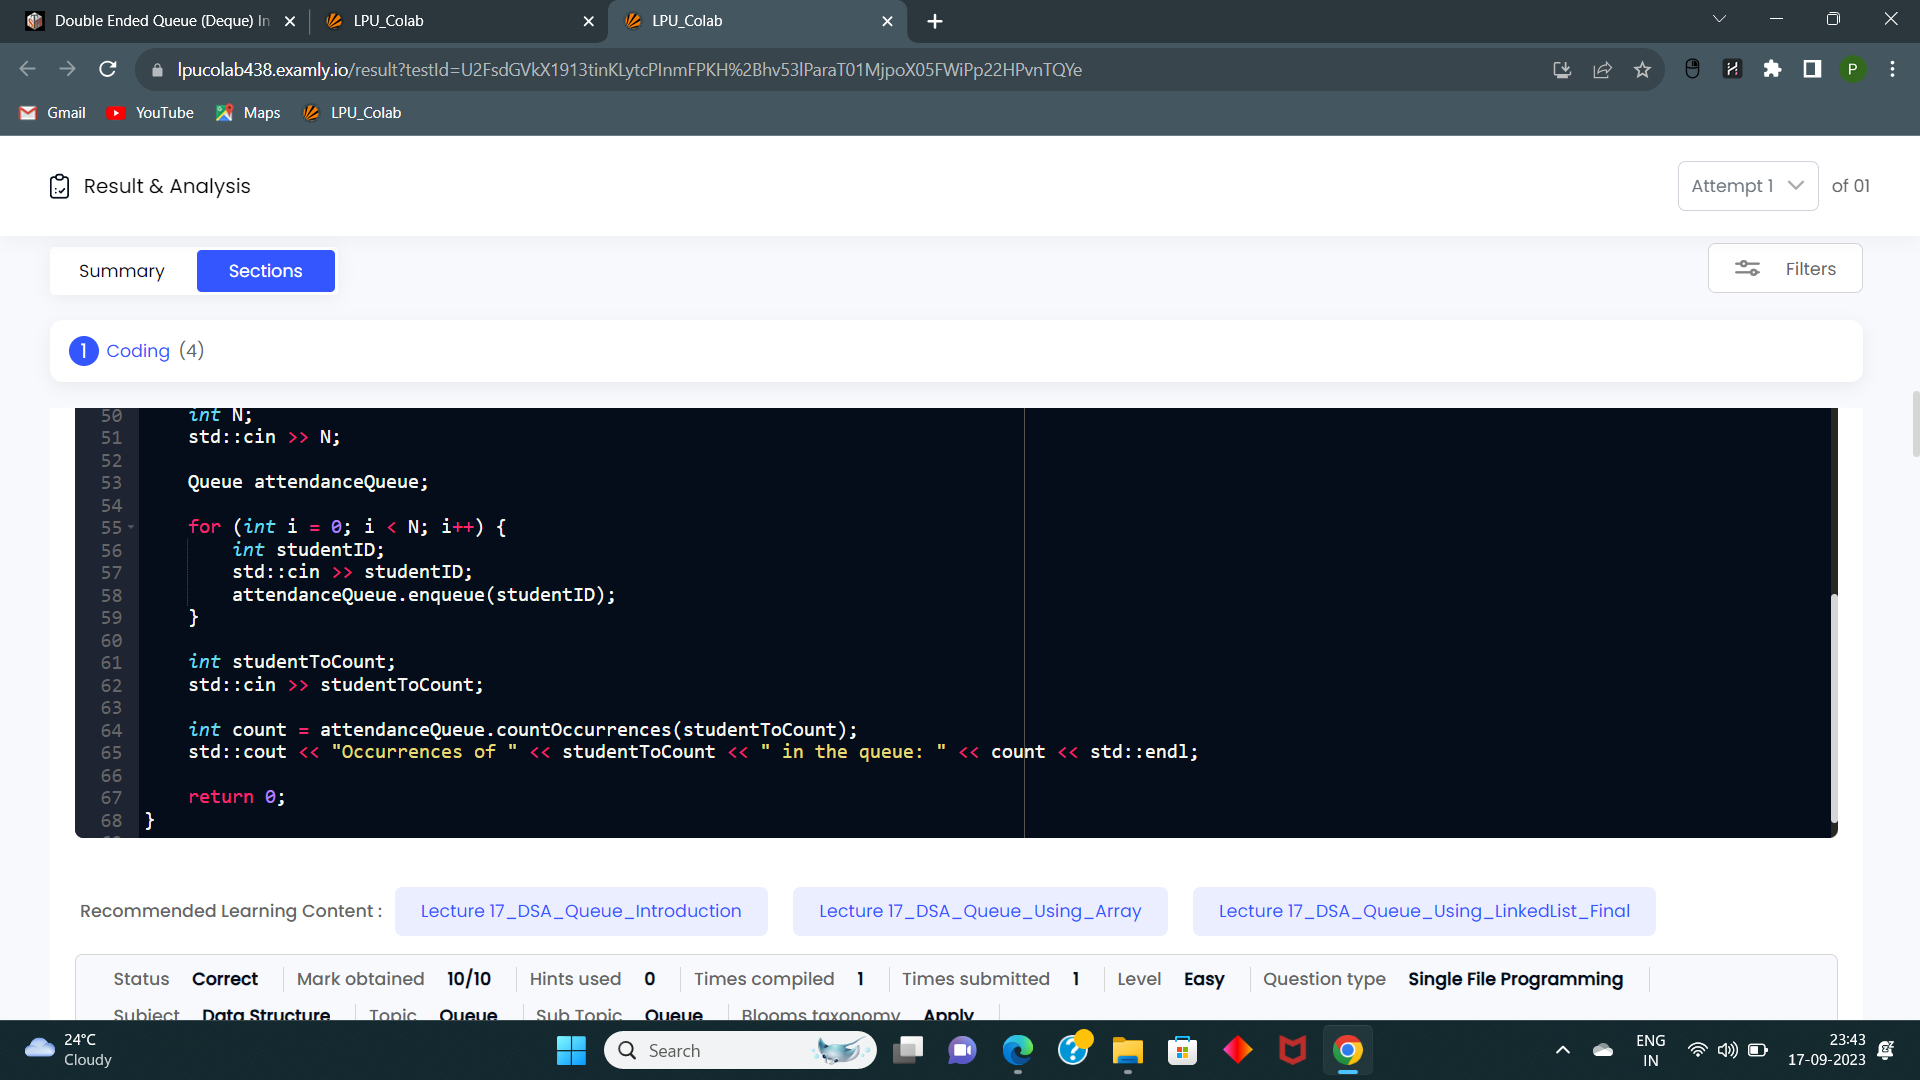 Double Ended Queue (Deque) In
LPU_Colab
LPU_Colab
lpucolab438.examly.io/result?testId=U2FsdGVkX1913tinKLytcPInmFPKH%2Bhv53lParaT01MjpoX05FWiPp22HPvnTQYe
P
Gmail
YouTube
Maps
LPU_Colab
Result & Analysis
Attempt 1
of 01
Summary
Sections
Filters
1 Coding (4)
50 int N;
51 std::cin >> N;
52
53 Queue attendanceQueue;
54
55 for (int i = 0; i < N; i++) {
56 int studentID;
57 std::cin >> studentID;
58 attendanceQueue.enqueue(studentID);
59 }
60
61 int studentToCount;
62 std::cin >> studentToCount;
63
64 int count = attendanceQueue.countOccurrences(studentToCount);
65 std::cout << "Occurrences of " << studentToCount << " in the queue: " << count << std::endl;
66
67 return 0;
68 }
Recommended Learning Content :
Lecture 17_DSA_Queue_Introduction
Lecture 17_DSA_Queue_Using_Array
Lecture 17_DSA_Queue_Using_LinkedList_Final
Status Correct
Mark obtained 10/10
Hints used 0
Times compiled 1
Times submitted 1
Level Easy
Question type Single File Programming
Subject Data Structure
Topic Queue
Sub Topic Queue
Blooms taxonomy Apply
24°C
Cloudy
Search
ENG
IN
23:43
17-09-2023